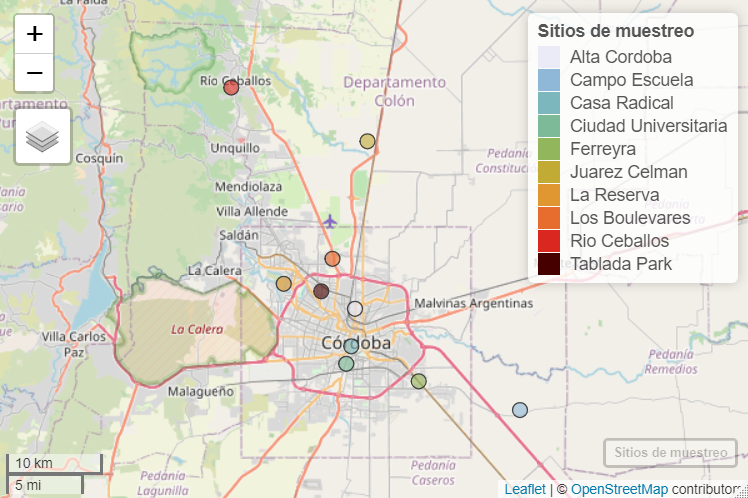 La Falda
+
−
Sitios de muestreo
Alta Cordoba
Campo Escuela
Casa Radical
Ciudad Universitaria
Ferreyra
Juarez Celman
La Reserva
Los Boulevares
Rio Ceballos
Tablada Park
Río Ceballos
Departamento
Colón
Cosquín
Unquillo
Pedanía
Mendiolaza
Villa Allende
Saldán
La Calera
Malvinas Argentinas
La Calera
Villa Carlos
Paz
Córdoba
Pedanía
Remedios
Malagueño
Sitios de muestreo
10 km
5 mi
Pedanía
Lagunilla
Pedanía
Caseros
Leaflet | © OpenStreetMap contributors